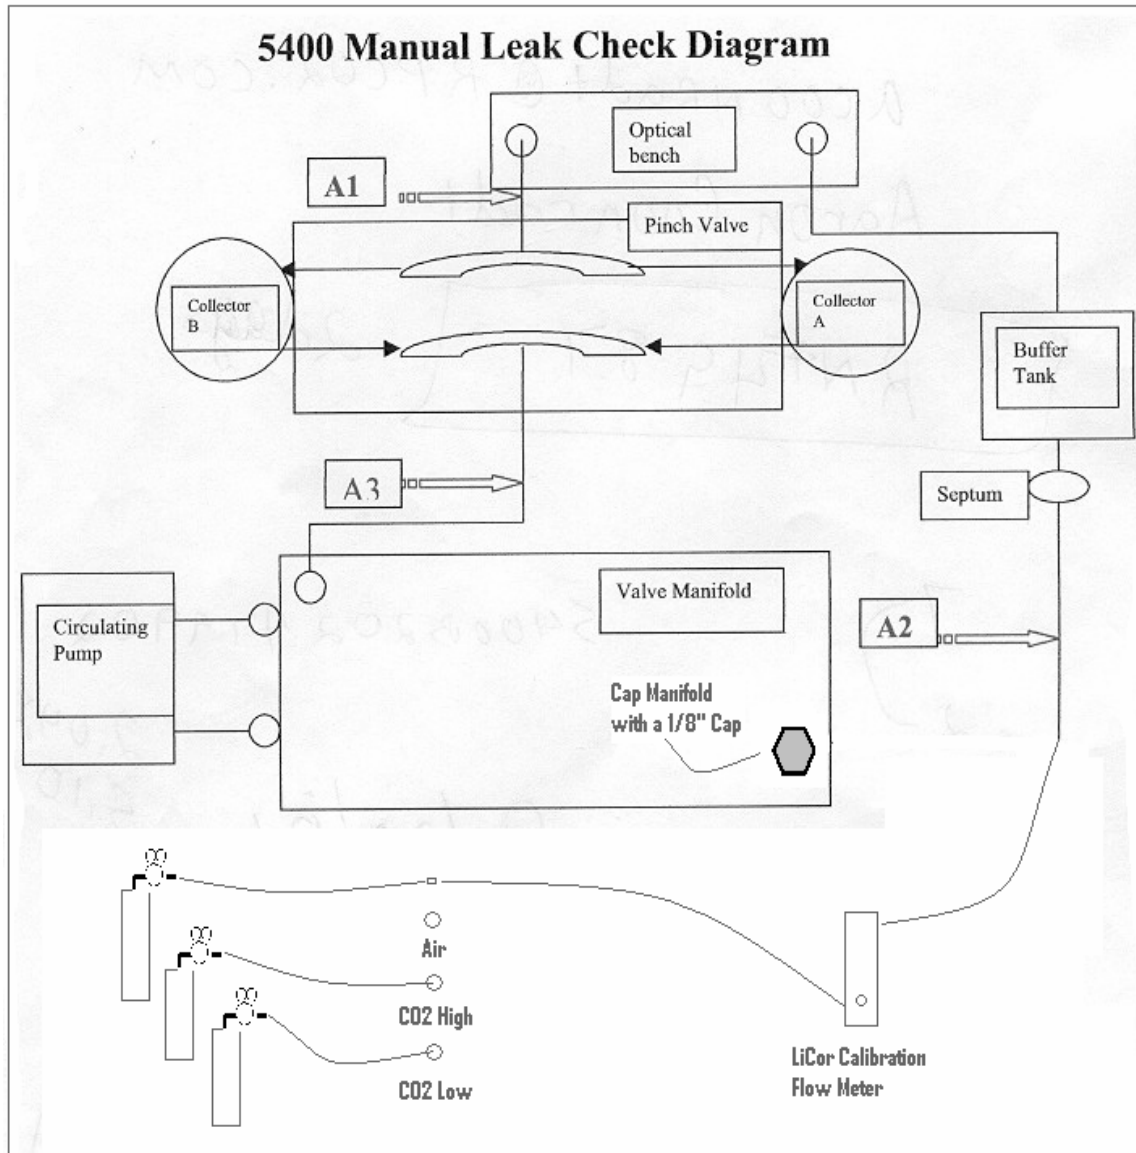 5400 Manual Leak Check Diagram
Optical
bench
A1
Pinch Valve
Collector
B
Collector
A
Buffer
Tank
A3
Septum
Valve Manifold
Circulating
Pump
A2
Cap Manifold
with a 1/8" Cap
Air
CO2 High
LiCor Calibration
Flow Meter
CO2 Low